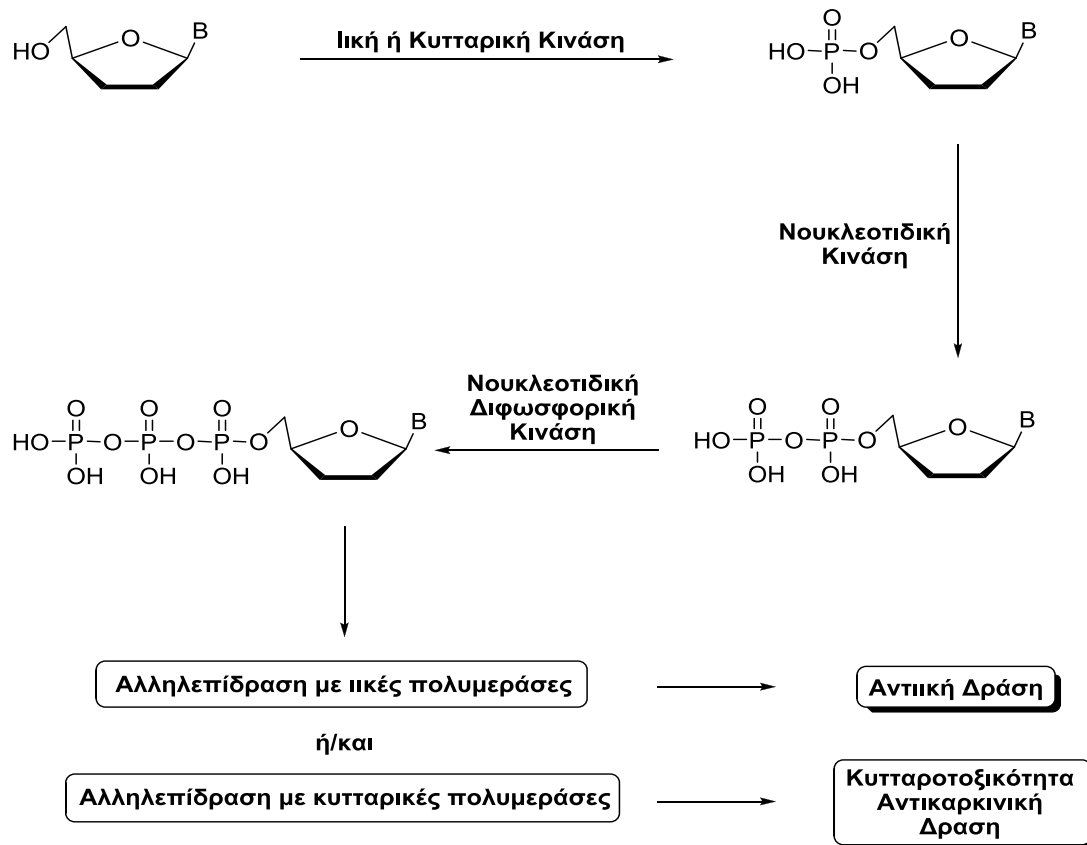 HO
O
B
Ιική ή Κυτταρική Κινάση
HO
P
O
OH
O
O
B
Νουκλεοτιδική
Κινάση
Νουκλεοτιδική
Διφωσφορική
Κινάση
O O O
HO P O P O P O
OH OH OH
O
B
O O
HO P O P O
OH OH
O
B
Αλληλεπίδραση με ιικές πολυμεράσες
Αντιική Δράση
ή/και
Αλληλεπίδραση με κυτταρικές πολυμεράσες
Κυτταροτοξικότητα
Αντικαρκινική
Δραση